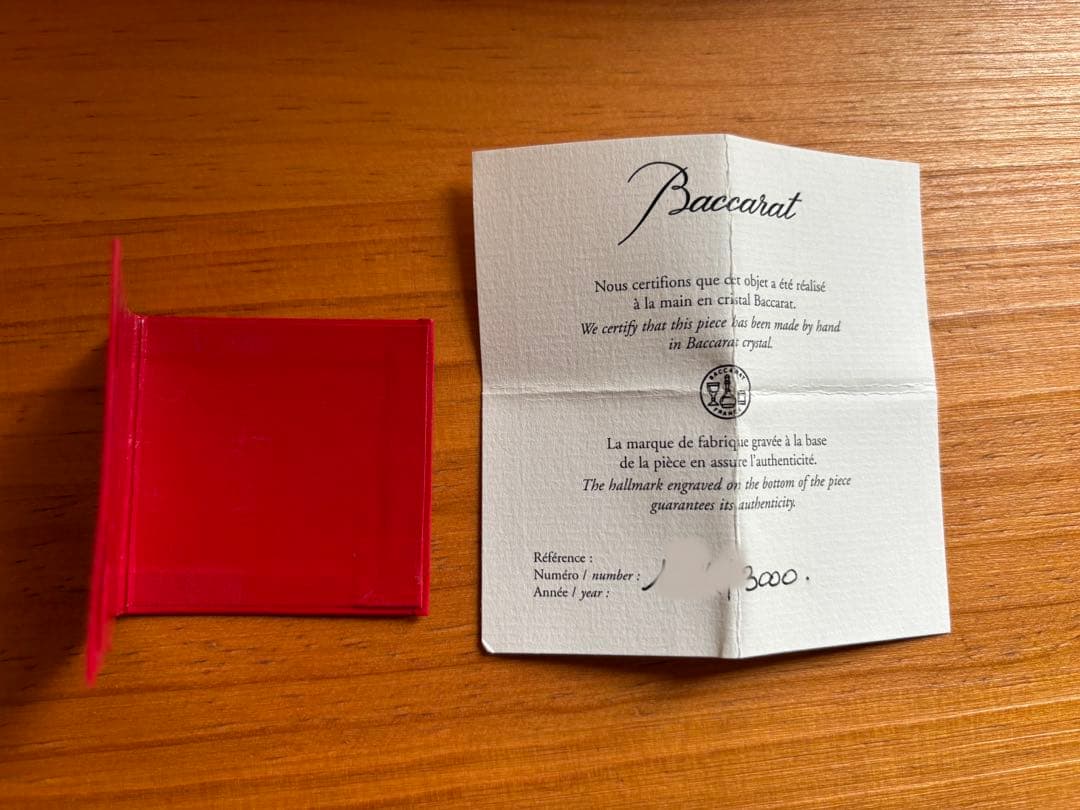 Baccarat
Nous certifions que cet objet a été réalisé
à la main en cristal Baccarat.
We certify that this piece has been made by hand
in Baccarat crystal.
BACCARAT
FRANCE
La marque de fabrique gravée à la base
de la pièce en assure l'authenticité.
The hallmark engraved on the bottom of the piece
guarantees its authenticity.
Référence :
Numéro / number : 3000.
Année / year :